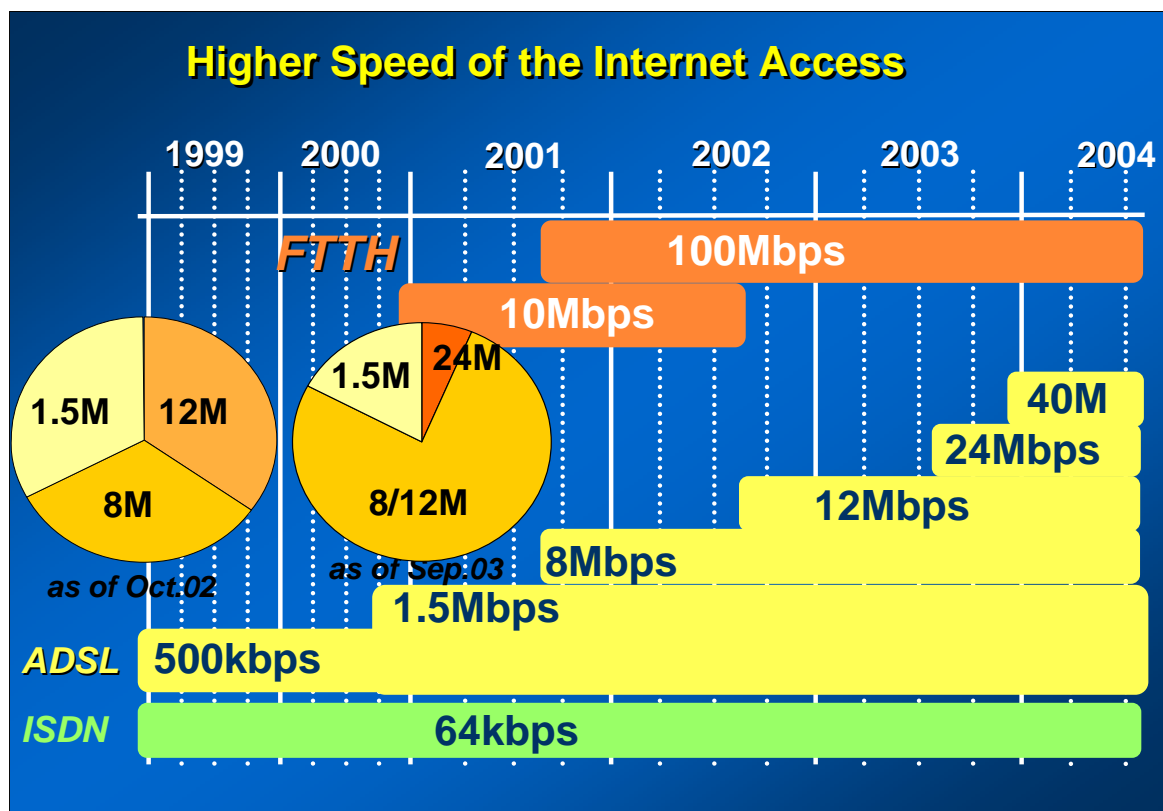 Higher Speed of the Internet Access
1999 2000 2001 2002 2003 2004
FTTH
100Mbps
10Mbps
1.5M
12M
8M
as of Oct.02
1.5M
24M
8/12M
as of Sep.03
40M
24Mbps
12Mbps
8Mbps
1.5Mbps
ADSL 500kbps
ISDN 64kbps